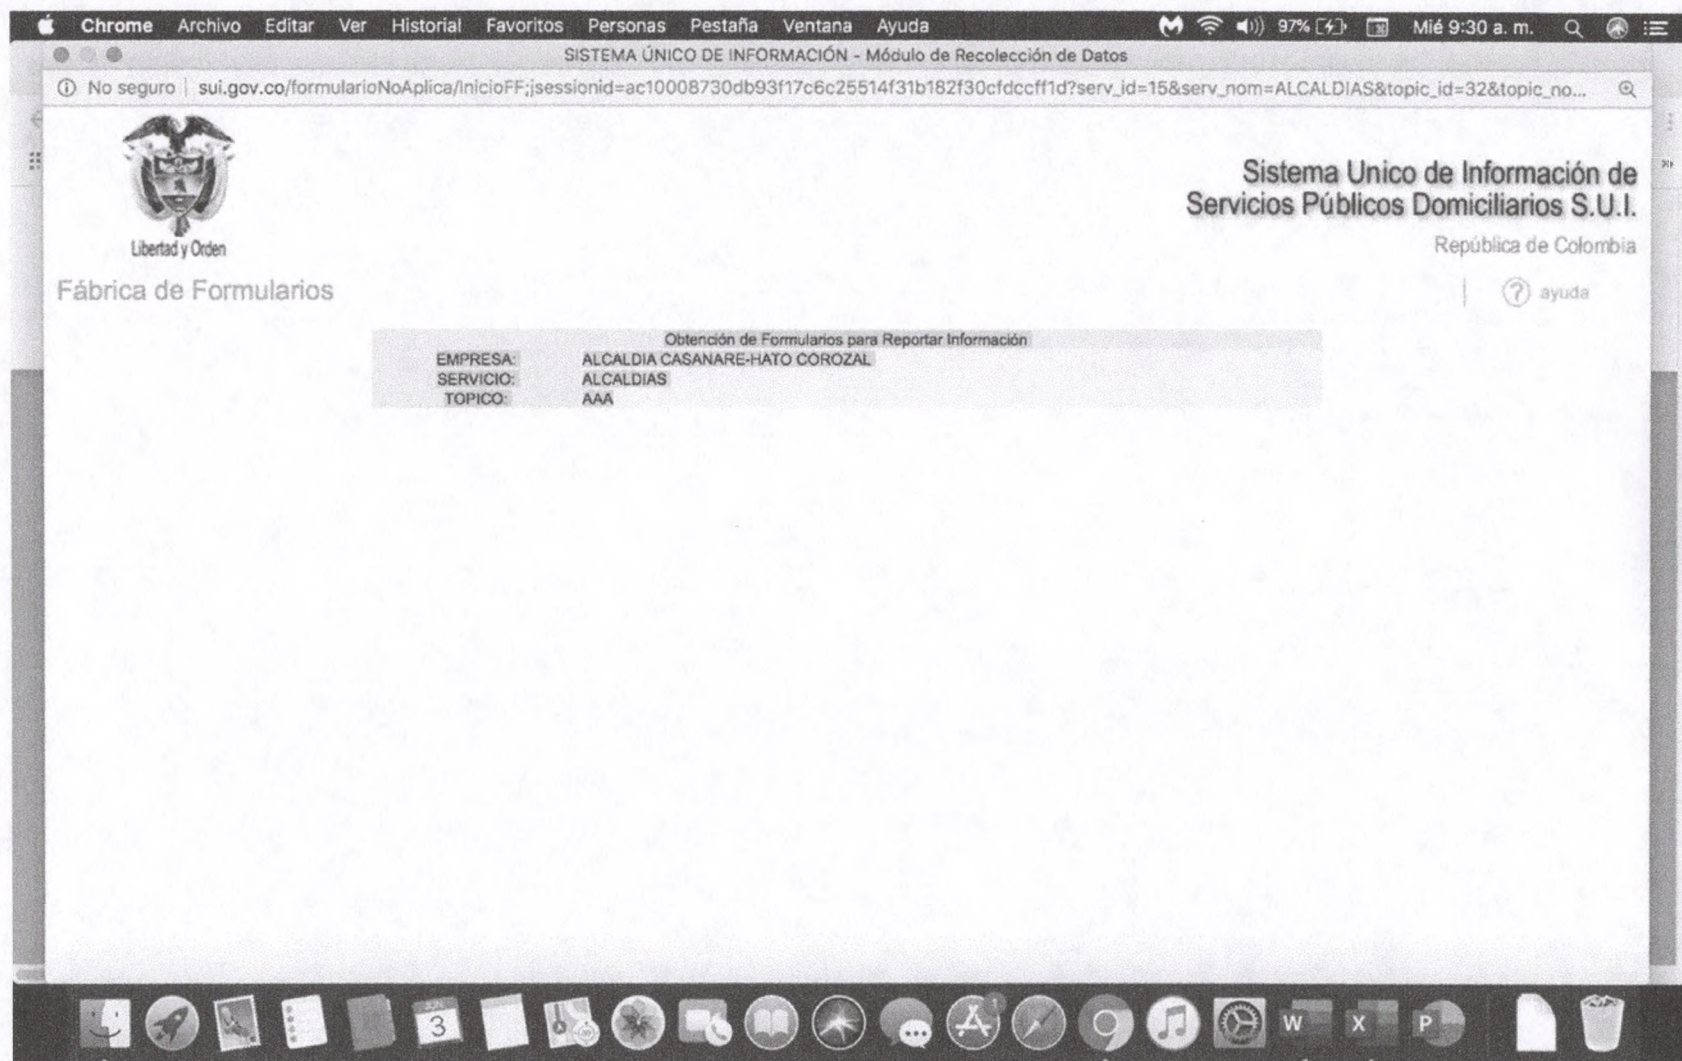 Chrome Archivo Editar Ver Historial Favoritos Personas Pestaña Ventana Ayuda 97% Mié 9:30 a. m.
SISTEMA ÚNICO DE INFORMACIÓN - Módulo de Recolección de Datos
No seguro | sui.gov.co/formularioNoAplica/InicioFF;jsessionid=ac10008730db93f17c6c25514f31b182f30cfdccff1d?serv_id=15&serv_nom=ALCALDIAS&topic_id=32&topic_no...
Sistema Unico de Información de
Servicios Públicos Domiciliarios S.U.I.
Libertad y Orden
República de Colombia
Fábrica de Formularios
? ayuda
Obtención de Formularios para Reportar Información
EMPRESA: ALCALDIA CASANARE-HATO COROZAL
SERVICIO: ALCALDIAS
TOPICO: AAA
JUN
3
1
W X P